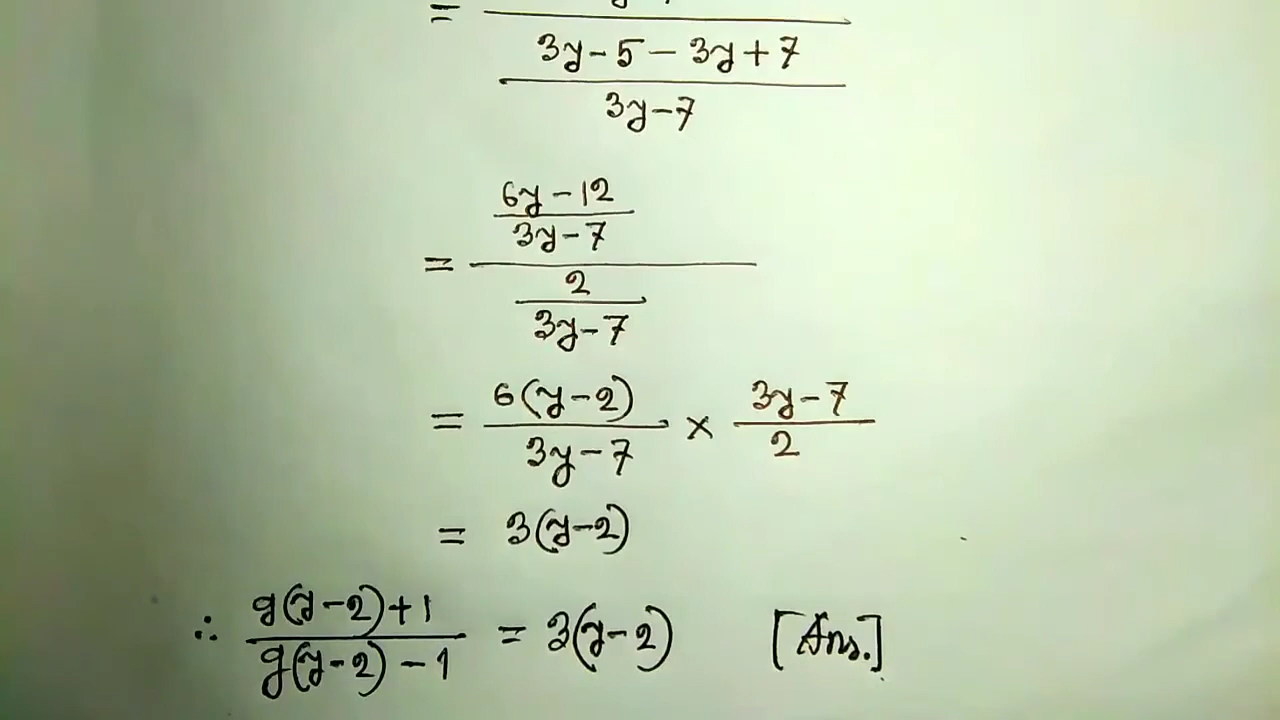 =
3y-5-3y+7
3y-7
6y-12
3y-7
=
2
3y-7
= 6(y-2) / 3y-7 × 3y-7 / 2
= 3(y-2)
∴ g(y-2)+1 / g(y-2)-1 = 3(y-2) [Ans.]